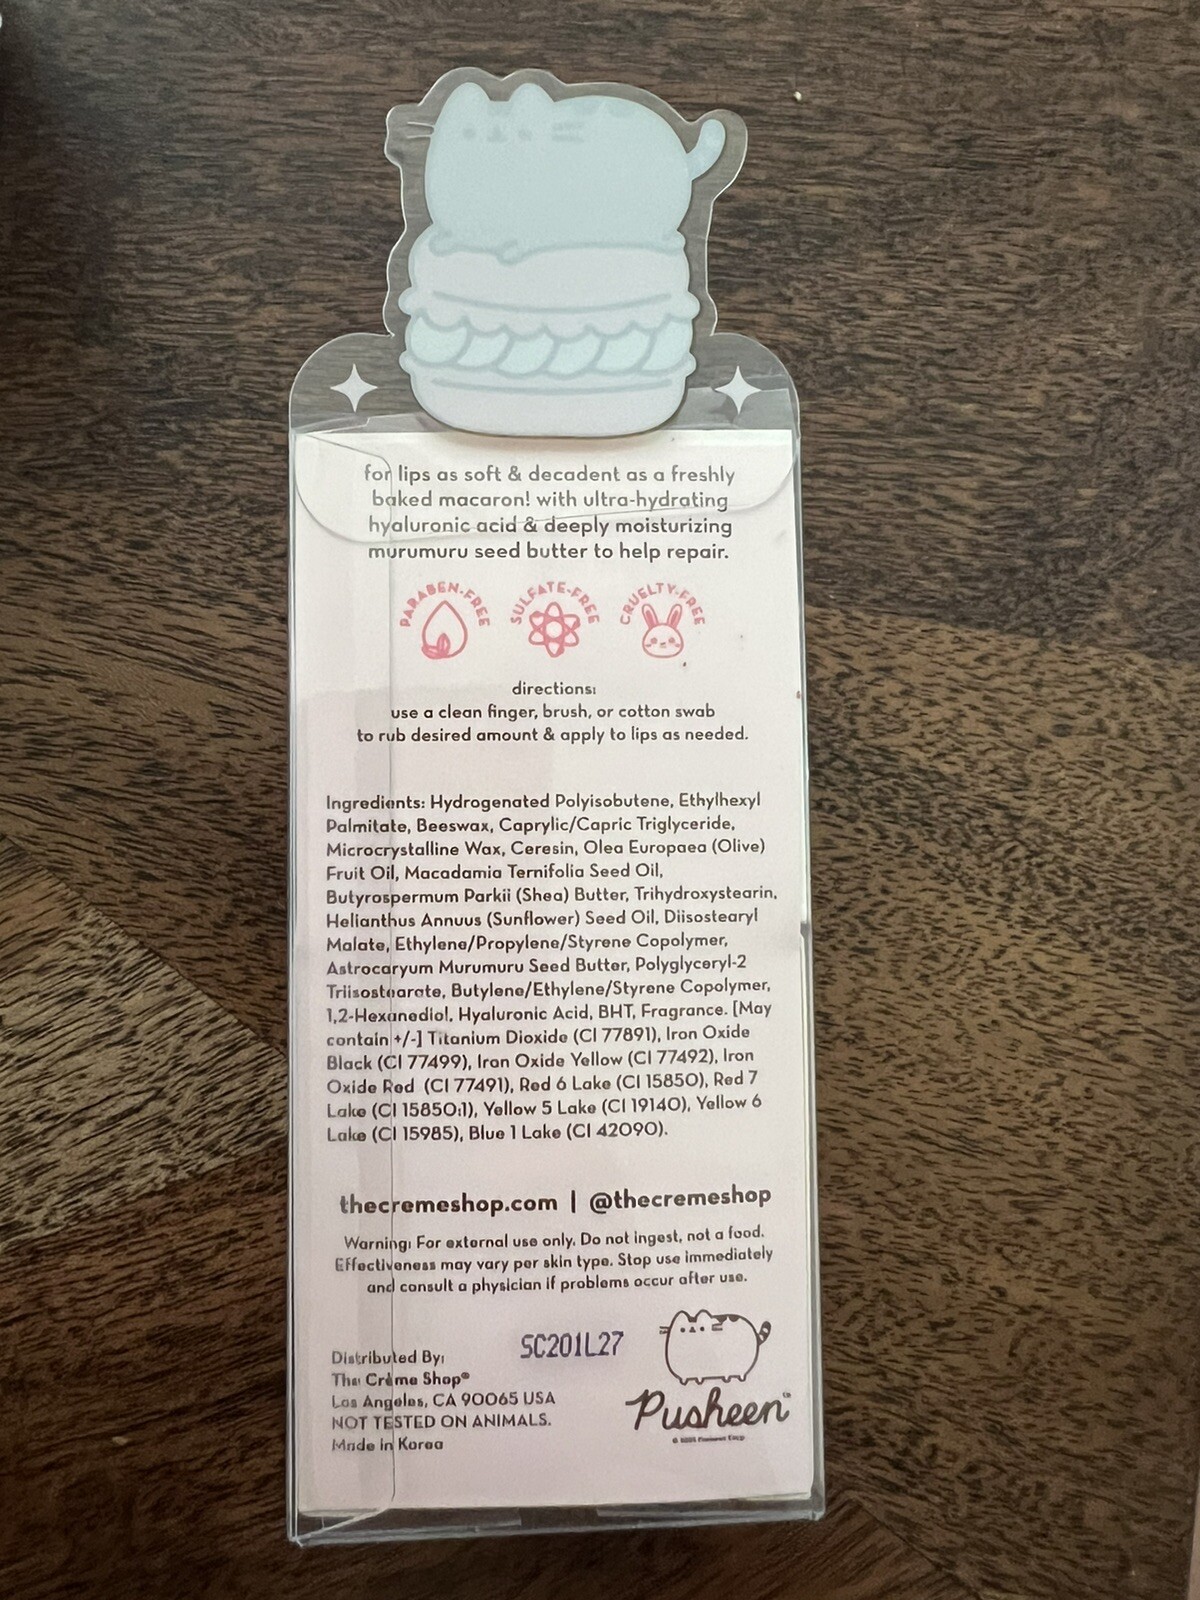 for lips as soft & decadent as a freshly
baked macaron! with ultra-hydrating
hyaluronic acid & deeply moisturizing
murumuru seed butter to help repair.
PARABEN-FREE
SULFATE-FREE
CRUELTY-FREE
directions:
use a clean finger, brush, or cotton swab
to rub desired amount & apply to lips as needed.
Ingredients: Hydrogenated Polyisobutene, Ethylhexyl
Palmitate, Beeswax, Caprylic/Capric Triglyceride,
Microcrystalline Wax, Ceresin, Olea Europaea (Olive)
Fruit Oil, Macadamia Ternifolia Seed Oil,
Butyrospermum Parkii (Shea) Butter, Trihydroxystearin,
Helianthus Annuus (Sunflower) Seed Oil, Diisostearyl
Malate, Ethylene/Propylene/Styrene Copolymer,
Astrocaryum Murumuru Seed Butter, Polyglyceryl-2
Triisostearate, Butylene/Ethylene/Styrene Copolymer,
1,2-Hexanediol, Hyaluronic Acid, BHT, Fragrance. [May
contain +/-] Titanium Dioxide (CI 77891), Iron Oxide
Black (CI 77499), Iron Oxide Yellow (CI 77492), Iron
Oxide Red (CI 77491), Red 6 Lake (CI 15850), Red 7
Lake (CI 15850:1), Yellow 5 Lake (CI 19140), Yellow 6
Lake (CI 15985), Blue 1 Lake (CI 42090).
thecremeshop.com | @thecremeshop
Warning: For external use only. Do not ingest, not a food.
Effectiveness may vary per skin type. Stop use immediately
and consult a physician if problems occur after use.
SC201L27
Distributed By:
The Crème Shop®
Los Angeles, CA 90065 USA
NOT TESTED ON ANIMALS.
Made in Korea
Pusheen™